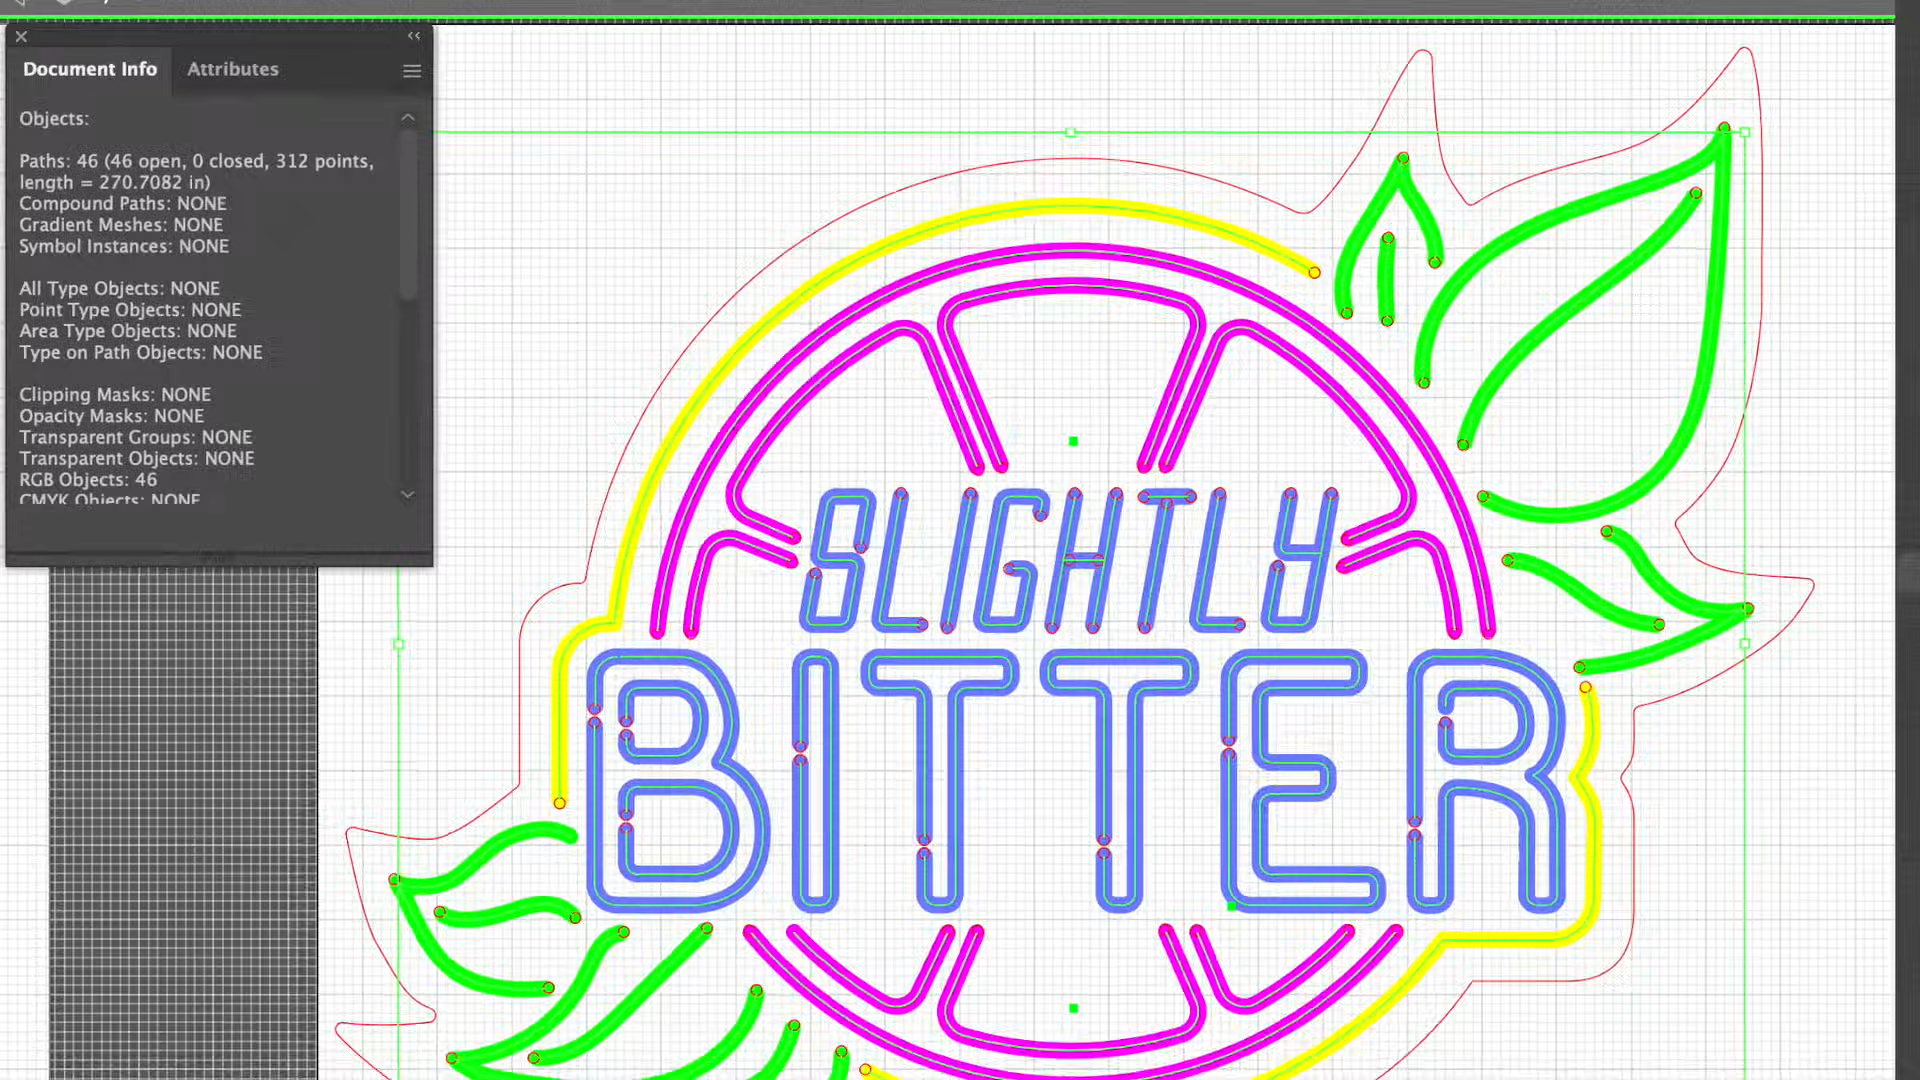 Document Info
Attributes
Objects:
Paths: 46 (46 open, 0 closed, 312 points,
length = 270.7082 in)
Compound Paths: NONE
Gradient Meshes: NONE
Symbol Instances: NONE
All Type Objects: NONE
Point Type Objects: NONE
Area Type Objects: NONE
Type on Path Objects: NONE
Clipping Masks: NONE
Opacity Masks: NONE
Transparent Groups: NONE
Transparent Objects: NONE
RGB Objects: 46
CMYK Objects: NONE
SLIGHTLY
BITTER